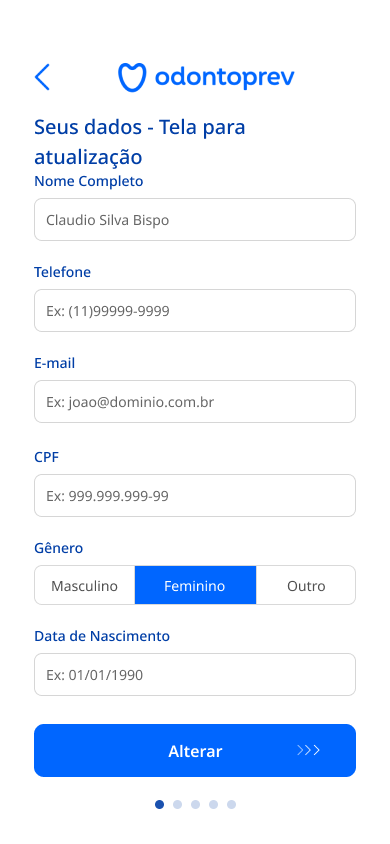 odontoprev
Seus dados - Tela para
atualização
Nome Completo
Claudio Silva Bispo
Telefone
Ex: (11)99999-9999
E-mail
Ex: joao@dominio.com.br
CPF
Ex: 999.999.999-99
Gênero
Masculino Feminino Outro
Data de Nascimento
Ex: 01/01/1990
Alterar